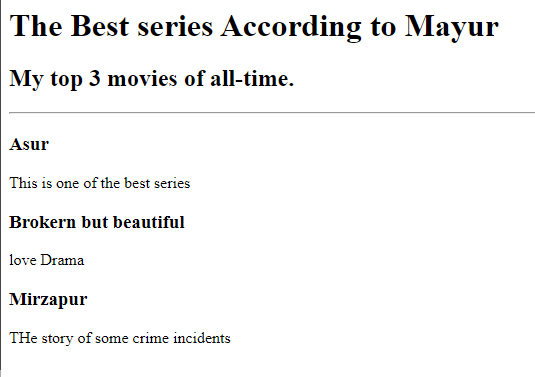 The Best series According to Mayur
My top 3 movies of all-time.
Asur
This is one of the best series
Brokern but beautiful
love Drama
Mirzapur
THe story of some crime incidents